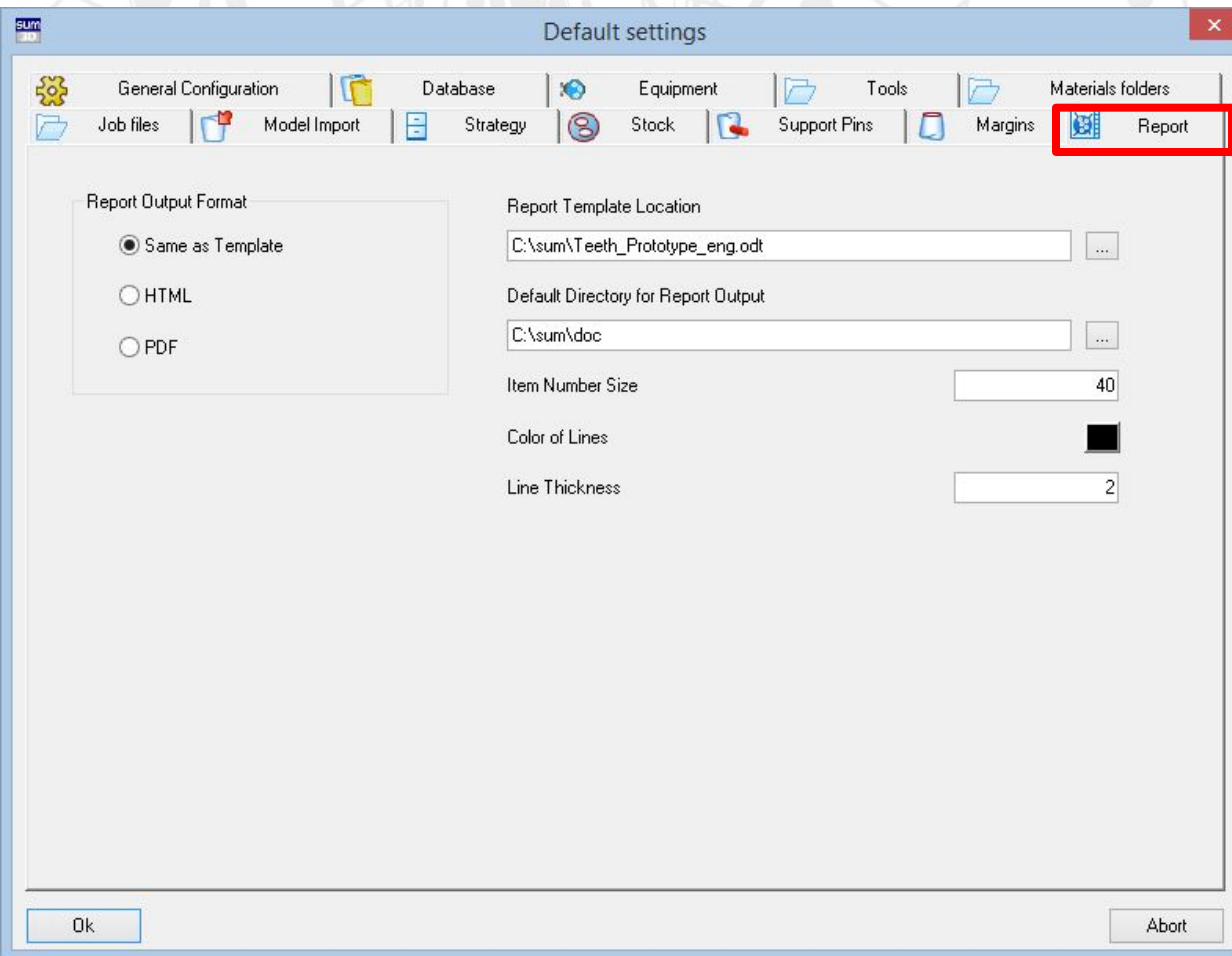 sum
3D
Default settings
General Configuration Database Equipment Tools Materials folders
Job files Model Import Strategy Stock Support Pins Margins Report
Report Output Format
Same as Template
HTML
PDF
Report Template Location
C:\sum\Teeth_Prototype_eng.odt ...
Default Directory for Report Output
C:\sum\doc ...
Item Number Size 40
Color of Lines
Line Thickness 2
Ok Abort